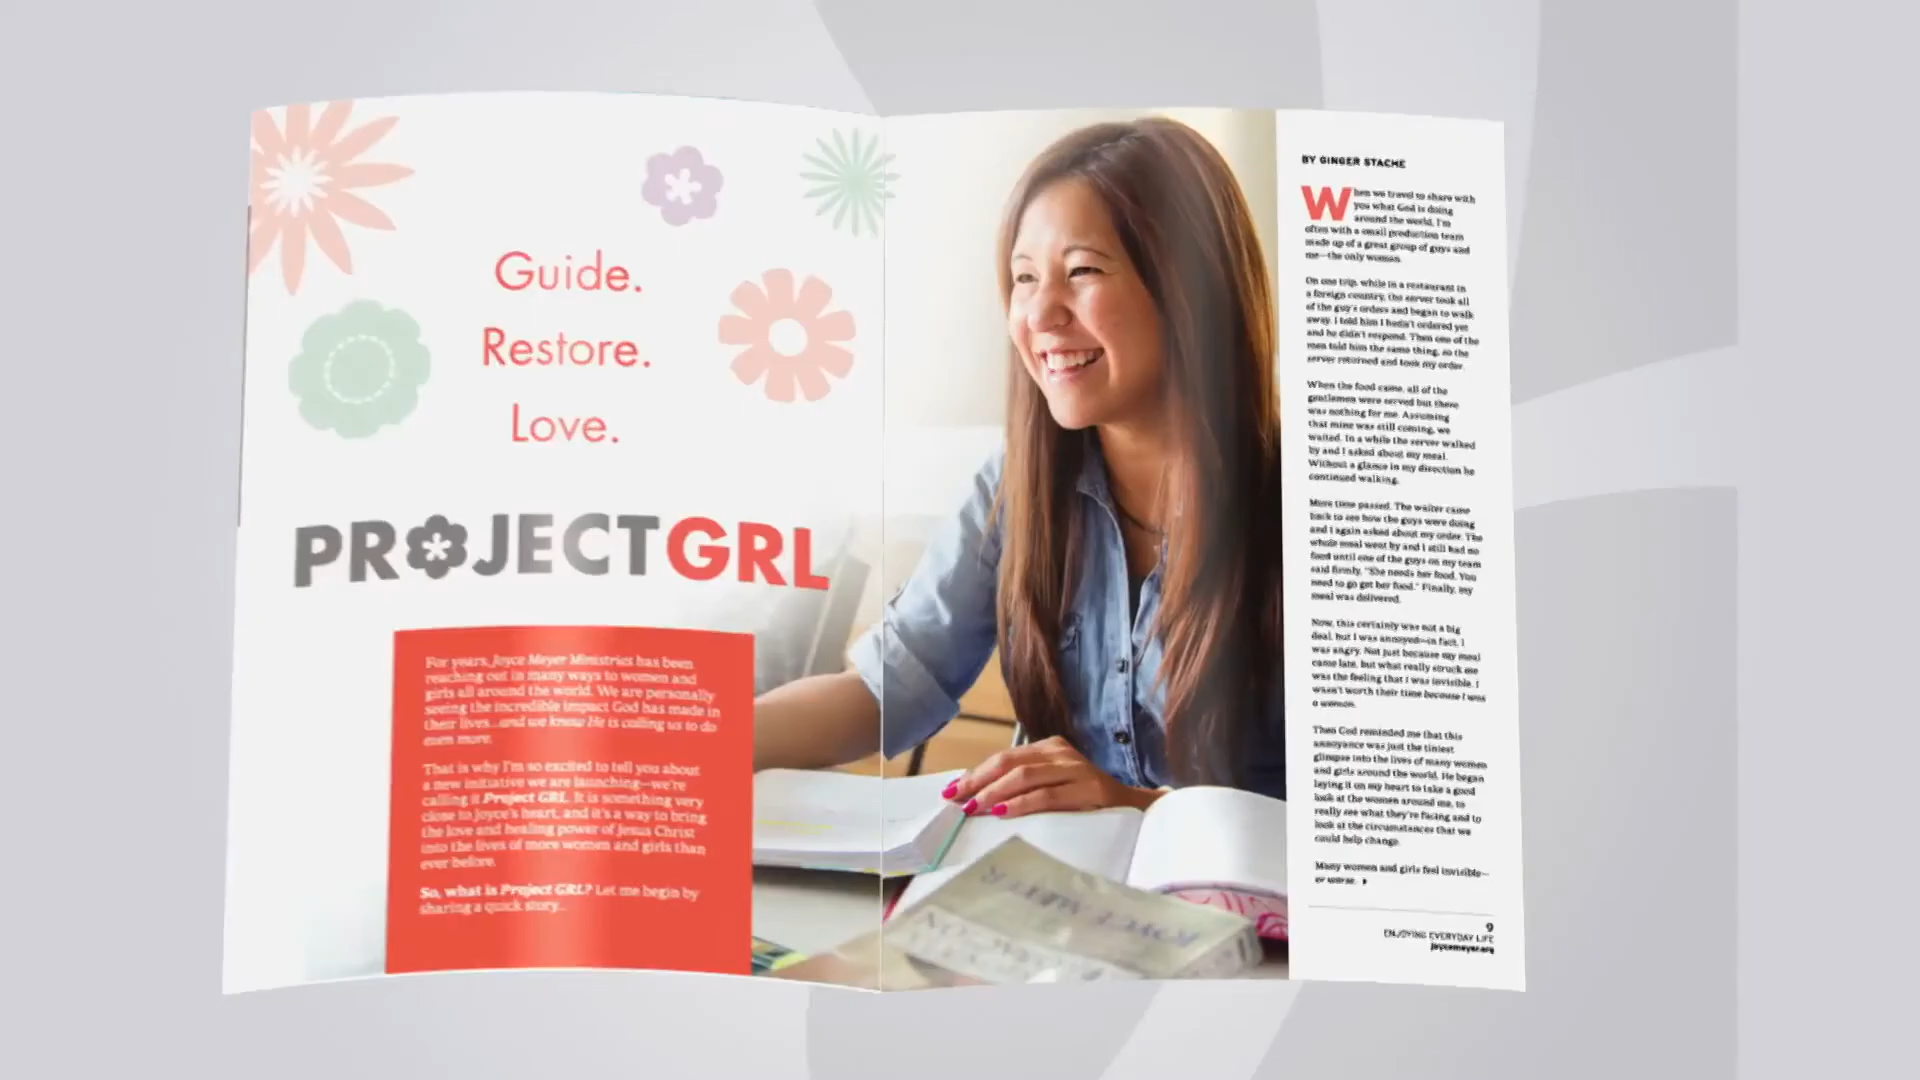 Guide.
Restore.
Love.
PROJECTGRL
For years, Joyce Meyer Ministries has been
reaching out in many ways to women and
girls all around the world. We are personally
seeing the incredible impact God has made in
their lives...and we know He is calling us to do
even more.
That is why I'm so excited to tell you about
a new initiative we are launching—we're
calling it Project GRL. It is something very
close to Joyce's heart, and it's a way to bring
the love and healing power of Jesus Christ
into the lives of more women and girls than
ever before.
So, what is Project GRL? Let me begin by
sharing a quick story...
JOYCE MEYER
BY GINGER STACHE
When we travel to share with
you what God is doing
around the world, I'm
often with a small production team
made up of a great group of guys and
me—the only woman.
On one trip, while in a restaurant in
a foreign country, the server took all
of the guy's orders and began to walk
away. I told him I hadn't ordered yet
and he didn't respond. Then one of the
men told him the same thing, so the
server returned and took my order.
When the food came, all of the
gentlemen were served but there
was nothing for me. Assuming
that mine was still coming, we
waited. In a while the server walked
by and I asked about my meal.
Without a glance in my direction he
continued walking.
More time passed. The waiter came
back to see how the guys were doing
and I again asked about my order. The
whole meal went by and I still had no
food until one of the guys on my team
said firmly, "She needs her food. You
need to go get her food." Finally, my
meal was delivered.
Now, this certainly was not a big
deal, but I was annoyed—in fact, I
was angry. Not just because my meal
came late, but what really struck me
was the feeling that I was invisible. I
wasn't worth their time because I was
a woman.
Then God reminded me that this
annoyance was just the tiniest
glimpse into the lives of many women
and girls around the world. He began
laying it on my heart to take a good
look at the women around me, to
really see what they're facing and to
look at the circumstances that we
could help change.
Many women and girls feel invisible—
or worse.
9
ENJOYING EVERYDAY LIFE
joycemeyer.org